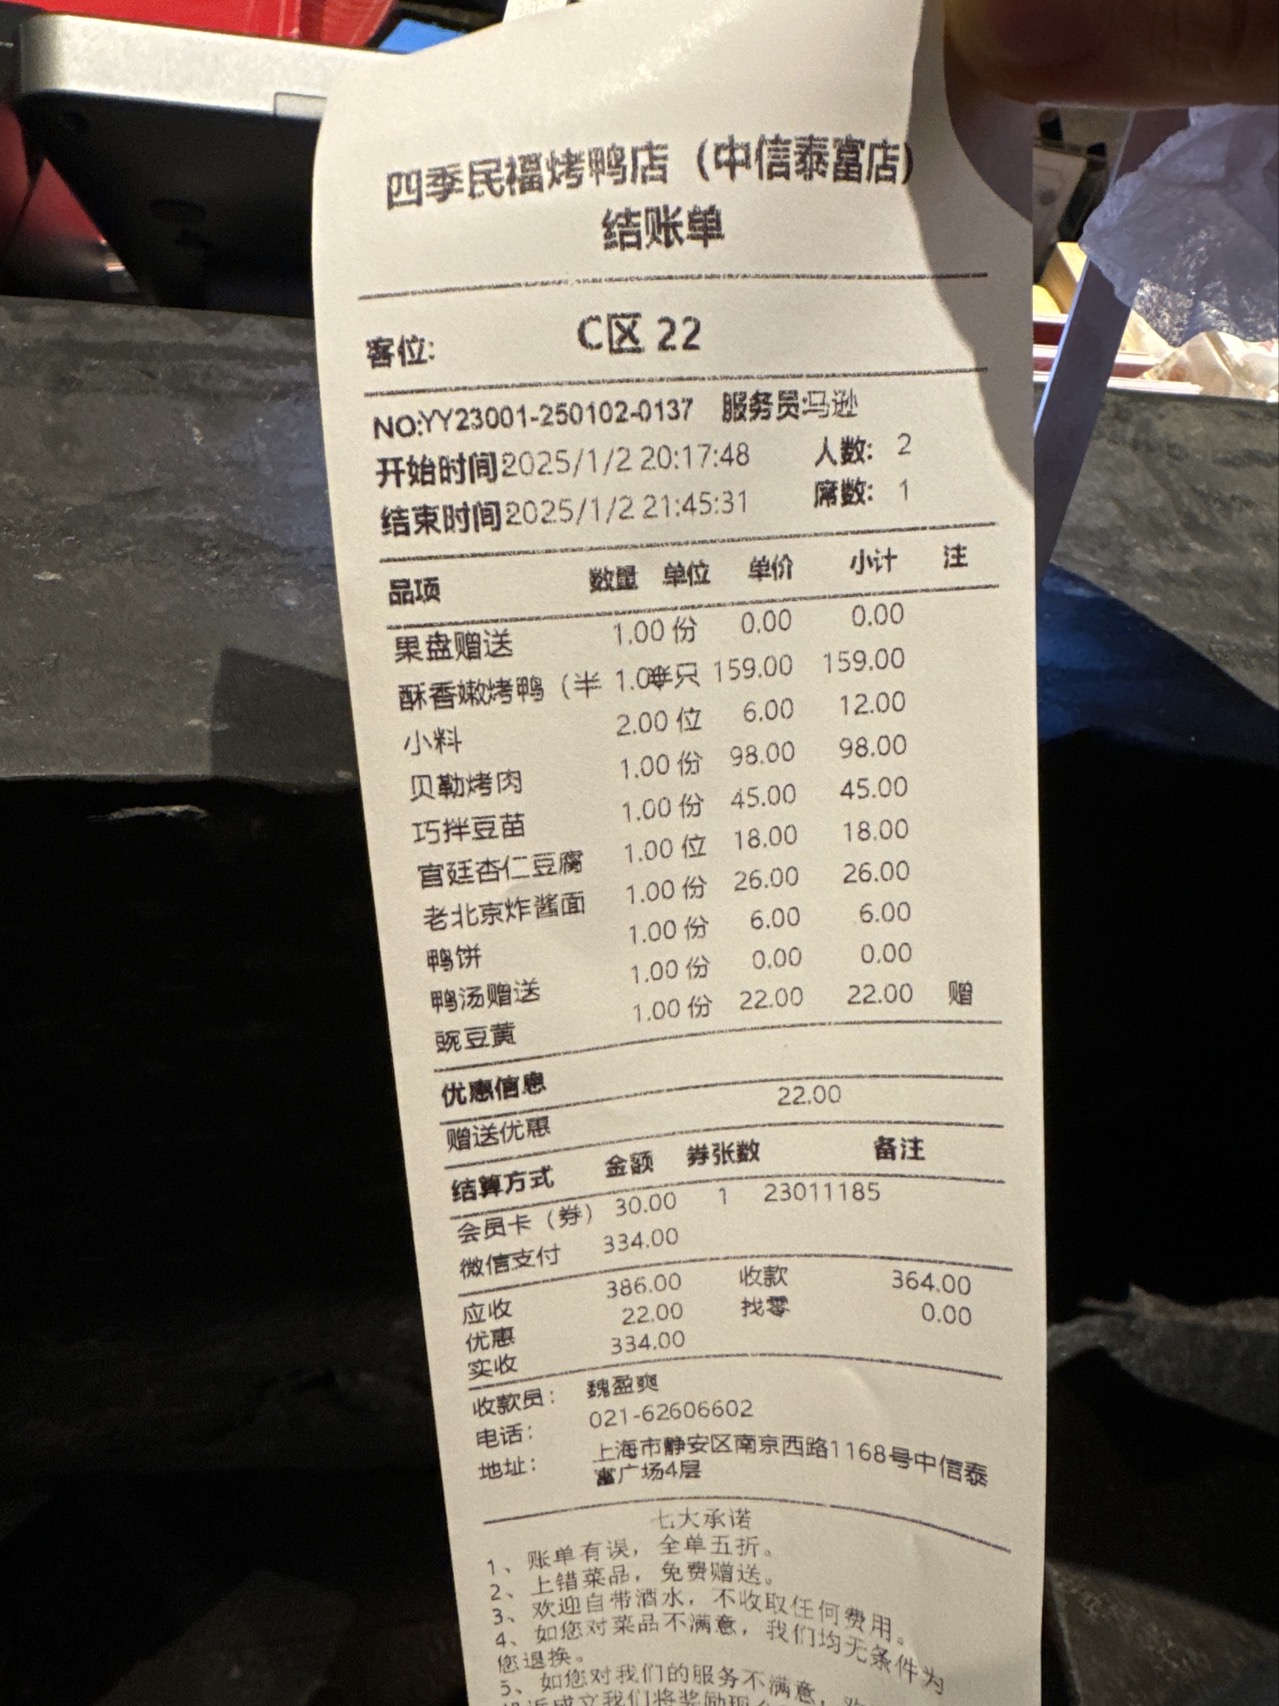 四季民福烤鸭店（中信泰富店）
结账单
客位: C区 22
NO:YY23001-250102-0137 服务员:马逊
开始时间2025/1/2 20:17:48 人数: 2
结束时间2025/1/2 21:45:31 席数: 1
品项 数量 单位 单价 小计 注
果盘赠送 1.00 份 0.00 0.00
酥香嫩烤鸭（半 1.00 半只 159.00 159.00
小料 2.00 位 6.00 12.00
贝勒烤肉 1.00 份 98.00 98.00
巧拌豆苗 1.00 份 45.00 45.00
宫廷杏仁豆腐 1.00 位 18.00 18.00
老北京炸酱面 1.00 份 26.00 26.00
鸭饼 1.00 份 6.00 6.00
鸭汤赠送 1.00 份 0.00 0.00
豌豆黄 1.00 份 22.00 22.00 赠
优惠信息
赠送优惠 22.00
结算方式 金额 券张数 备注
会员卡（券） 30.00 1 23011185
微信支付 334.00
应收 386.00 收款 364.00
优惠 22.00 找零 0.00
实收 334.00
收款员: 魏盈爽
电话: 021-62606602
地址: 上海市静安区南京西路1168号中信泰
富广场4层
七大承诺
1、账单有误，全单五折。
2、上错菜品，免费赠送。
3、欢迎自带酒水，不收取任何费用。
4、如您对菜品不满意，我们均无条件为
您退换。
5、如您对我们的服务不满意，
成立我们将奖励现